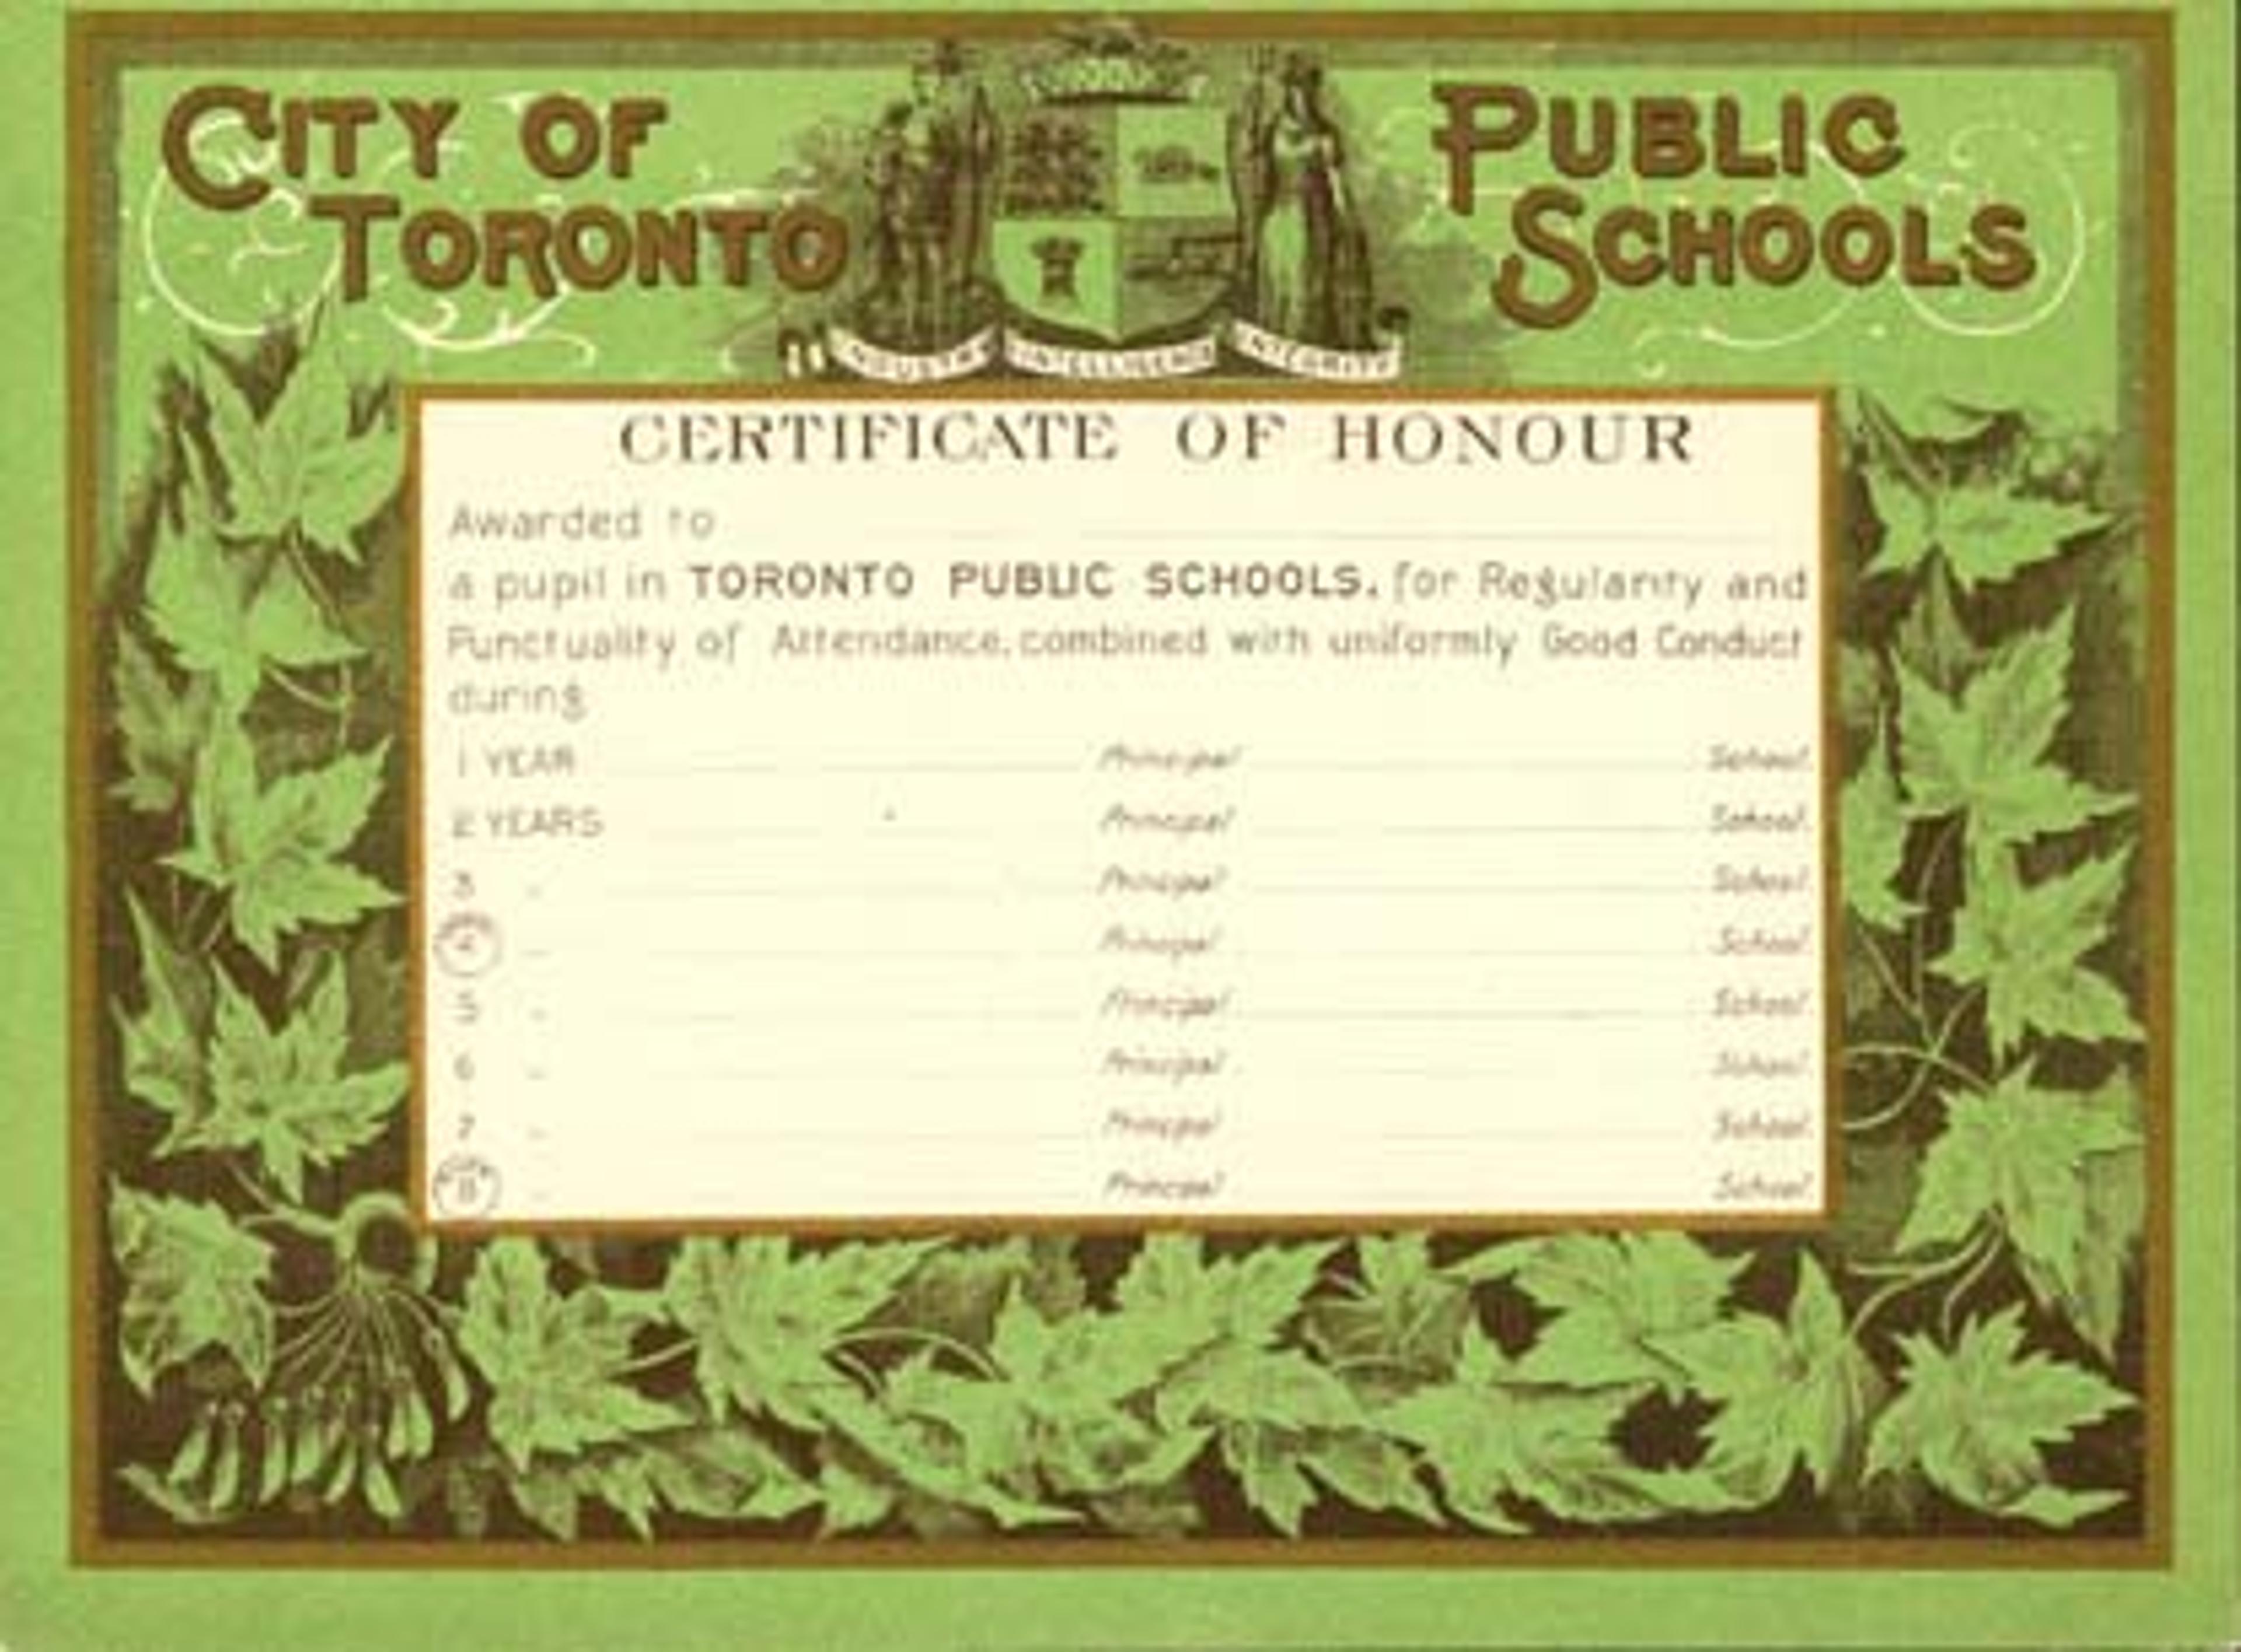 CITY OF TORONTO
PUBLIC SCHOOLS
INDUSTRY INTELLIGENCE INTEGRITY
CERTIFICATE OF HONOUR
Awarded to
a pupil in TORONTO PUBLIC SCHOOLS, for Regularity and
Punctuality of Attendance, combined with uniformly Good Conduct
during
1 YEAR Principal School.
2 YEARS Principal School.
3 " Principal School.
4 " Principal School.
5 " Principal School.
6 " Principal School.
7 " Principal School.
8 " Principal School.